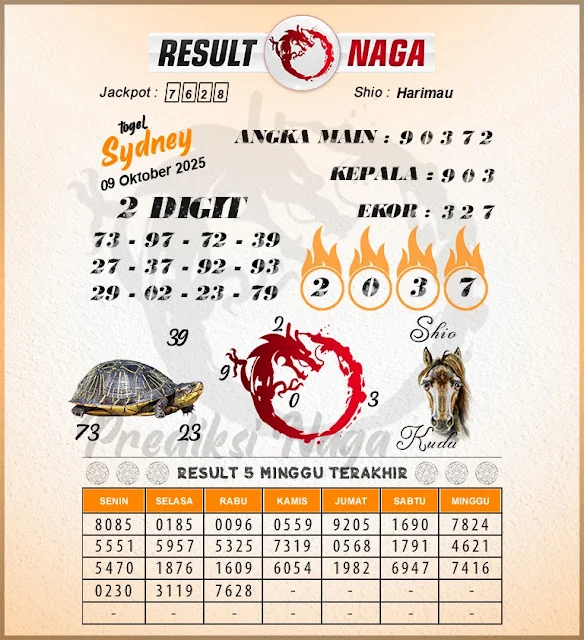 RESULT NAGA
Jackpot : 7 6 2 8
Shio : Harimau
togel
Sydney
09 Oktober 2025
ANGKA MAIN : 9 0 3 7 2
KEPALA : 9 0 3
EKOR : 3 2 7
2 DIGIT
73 - 97 - 72 - 39
27 - 37 - 92 - 93
29 - 02 - 23 - 79
2 0 3 7
39
73
23
2
9
0
3
Shio
Kuda
Prediksi Naga
RESULT 5 MINGGU TERAKHIR
SENIN SELASA RABU KAMIS JUMAT SABTU MINGGU
8085 0185 0096 0559 9205 1690 7824
5551 5957 5325 7319 0568 1791 4621
5470 1876 1609 6054 1982 6947 7416
0230 3119 7628 - - - -
- - - - - - -